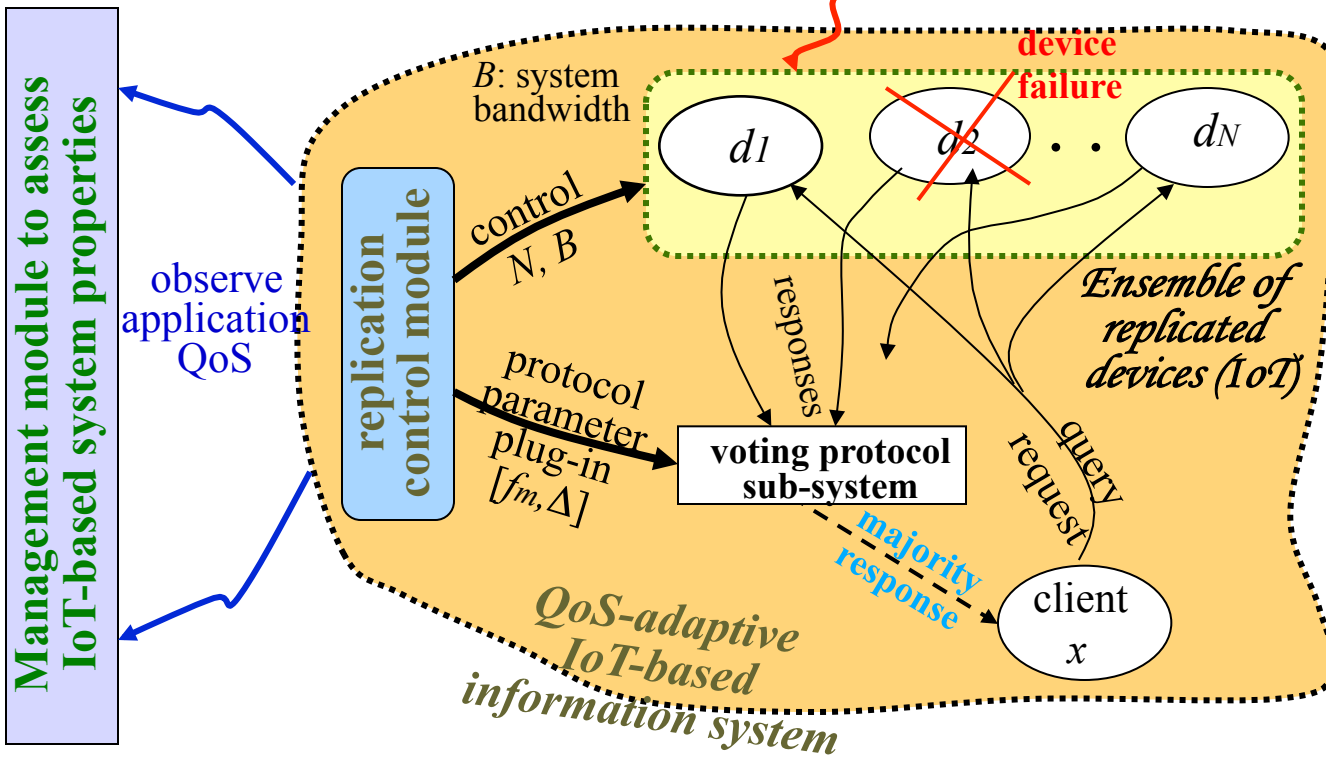 Management module to assess
IoT-based system properties
observe
application
QoS
replication
control module
B: system
bandwidth
control
N, B
protocol
parameter
plug-in
[fm, Δ]
device
failure
d1
d2
. .
dN
responses
Ensemble of
replicated
devices (IoT)
voting protocol
sub-system
query
request
majority
response
client
x
QoS-adaptive
IoT-based
information system